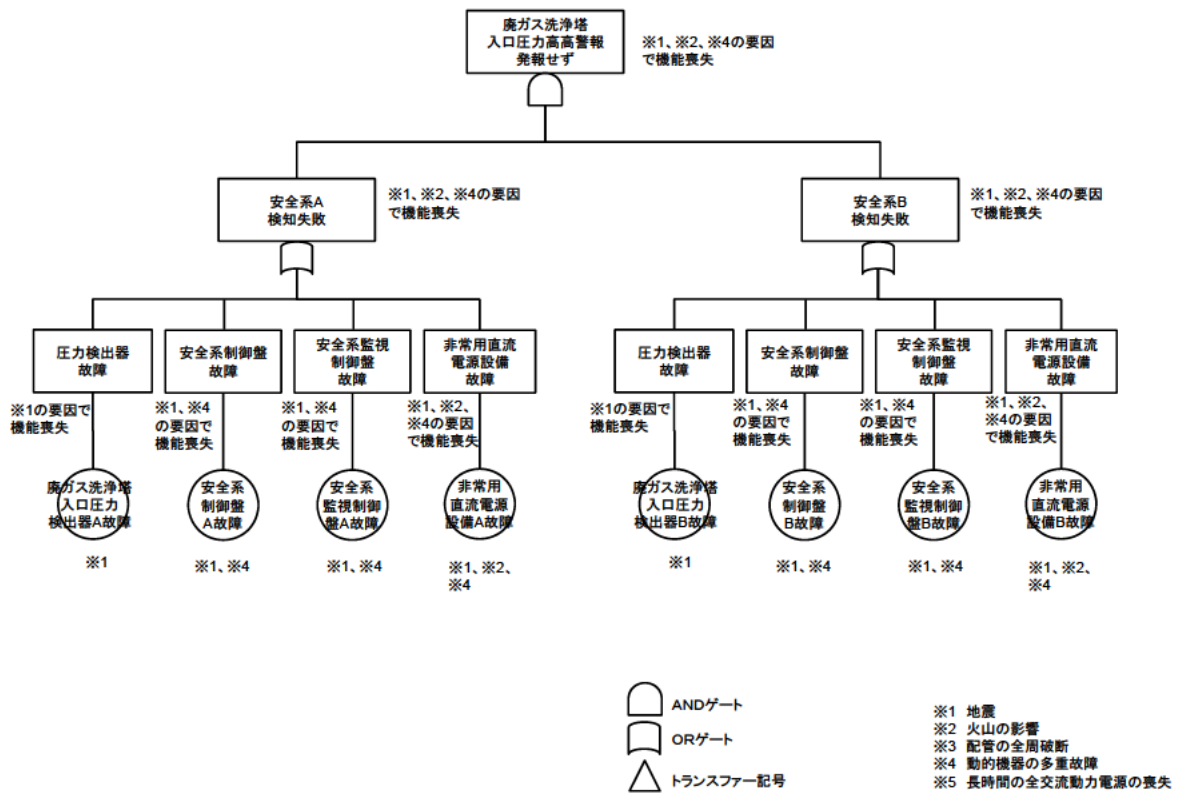 廃ガス洗浄塔
入口圧力高高警報
発報せず
※1、※2、※4の要因
で機能喪失
安全系A
検知失敗
※1、※2、※4の要因
で機能喪失
安全系B
検知失敗
※1、※2、※4の要因
で機能喪失
圧力検出器
故障
安全系制御盤
故障
安全系監視
制御盤
故障
非常用直流
電源設備
故障
圧力検出器
故障
安全系制御盤
故障
安全系監視
制御盤
故障
非常用直流
電源設備
故障
※1の要因で
機能喪失
※1、※4
の要因で
機能喪失
※1、※4
の要因で
機能喪失
※1、※2、
※4の要因
で機能喪失
※1の要因で
機能喪失
※1、※4
の要因で
機能喪失
※1、※4
の要因で
機能喪失
※1、※2、
※4の要因
で機能喪失
廃ガス洗浄塔
入口圧力
検出器A故障
安全系
制御盤
A故障
安全系
監視制御
盤A故障
非常用
直流電源
設備A故障
廃ガス洗浄塔
入口圧力
検出器B故障
安全系
制御盤
B故障
安全系
監視制御
盤B故障
非常用
直流電源
設備B故障
※1
※1、※4
※1、※4
※1、※2、
※4
※1
※1、※4
※1、※4
※1、※2、
※4
ANDゲート
ORゲート
トランスファー記号
※1 地震
※2 火山の影響
※3 配管の全周破断
※4 動的機器の多重故障
※5 長時間の全交流動力電源の喪失